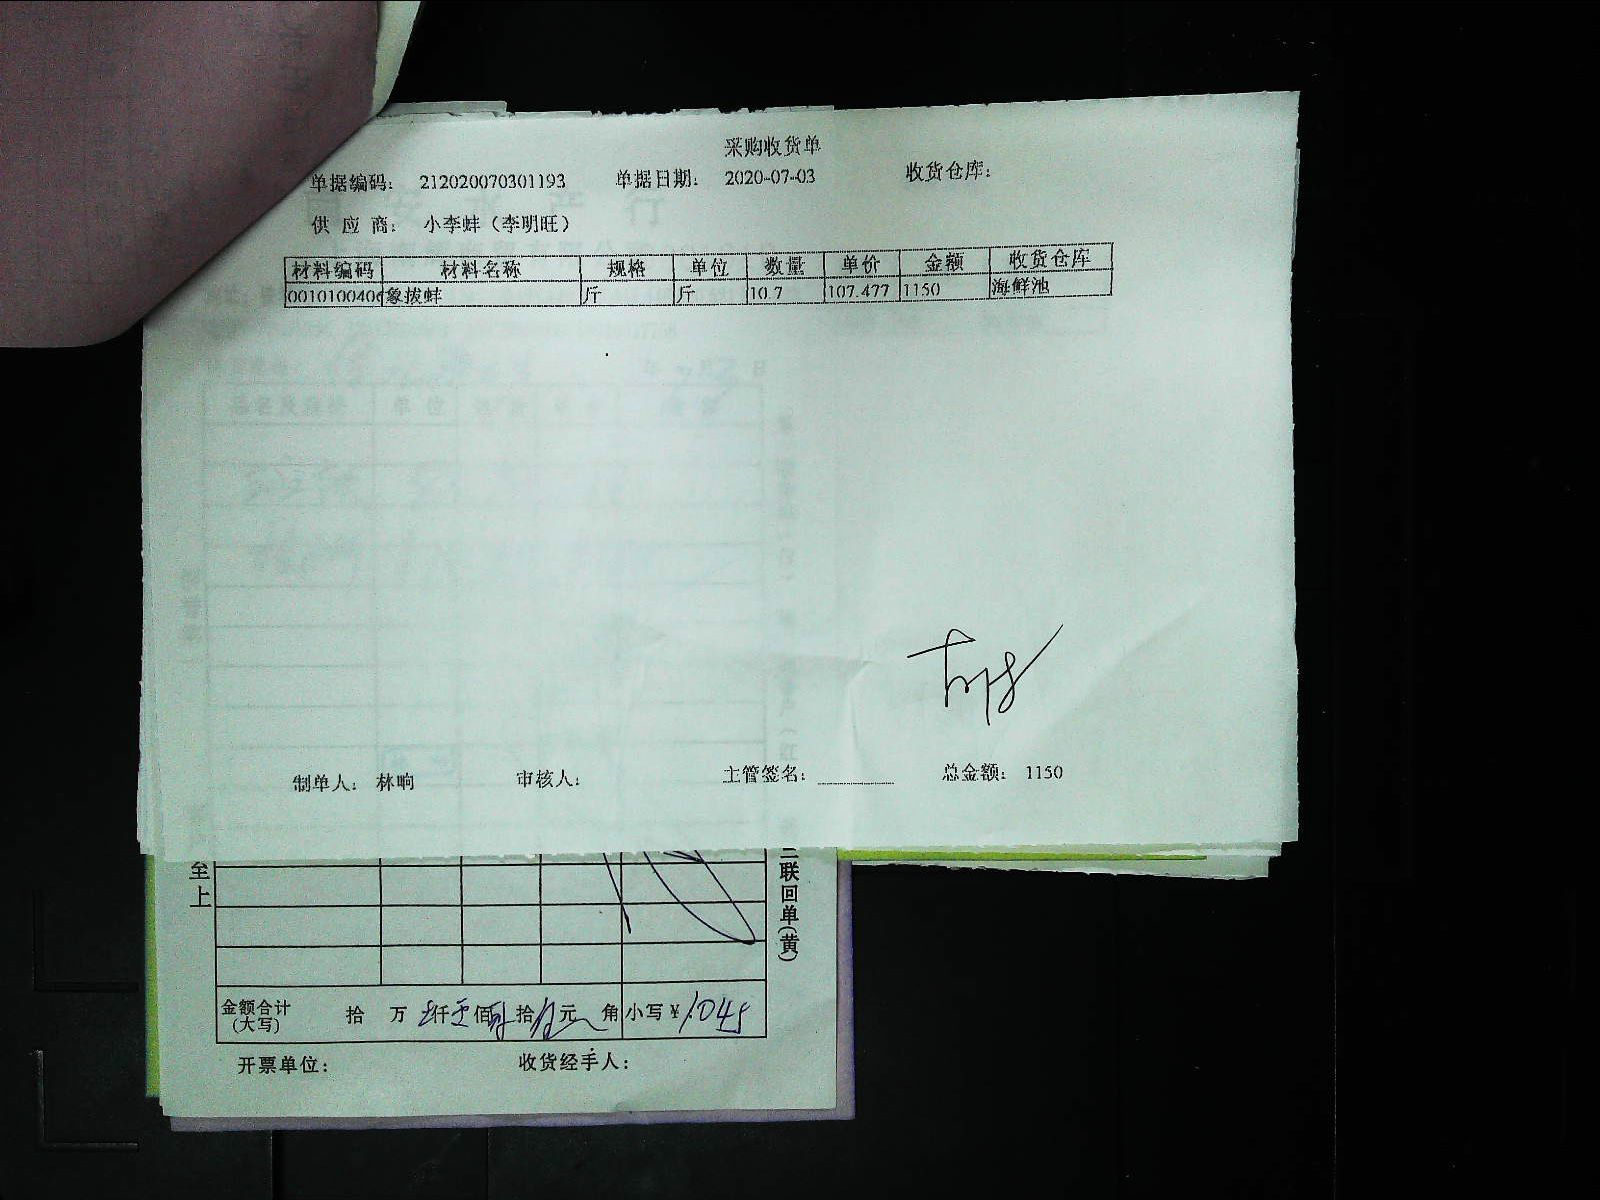 采购收货单
单据编码： 212020070301193 单据日期： 2020-07-03 收货仓库：
供 应 商： 小李蚌（李明旺）
材料编码 材料名称 规格 单位 数量 单价 金额 收货仓库
001010040 象拔蚌 斤 斤 10.7 107.477 1150 海鲜池
制单人： 林晌 审核人： 主管签名： 总金额： 1150
至上
二联回单(黄)
金额合计 拾 万 仟 佰 拾 元 角 小写￥1045
(大写)
开票单位： 收货经手人：